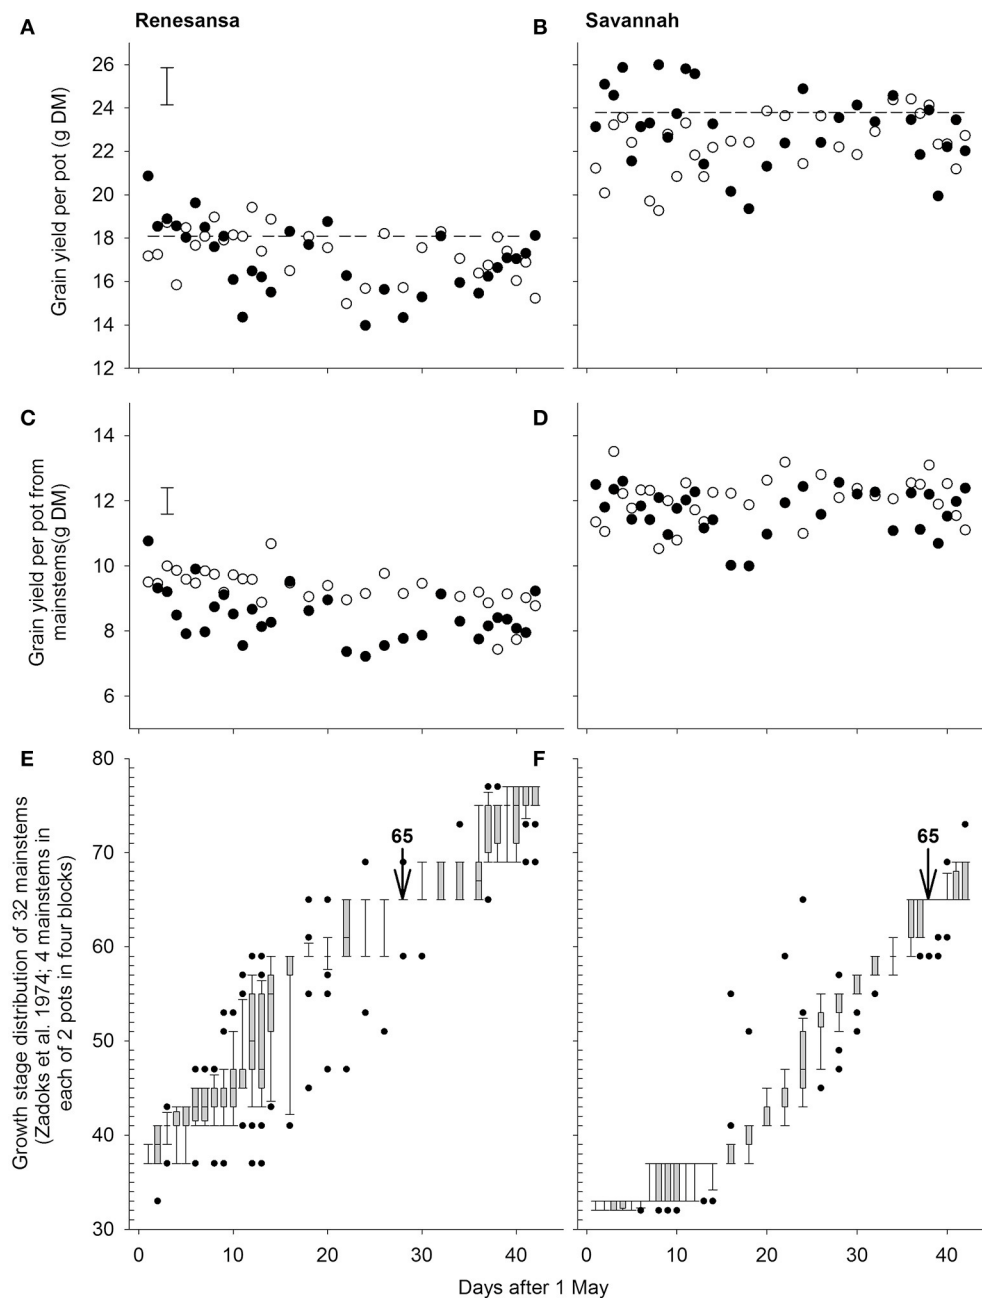 Renesansa
Savannah
A
B
26
24
22
20
18
16
14
12
Grain yield per pot (g DM)
C
D
14
12
10
8
6
Grain yield per pot from
mainstems(g DM)
E
F
80
70
60
50
40
30
65
65
Growth stage distribution of 32 mainstems
(Zadoks et al. 1974; 4 mainstems in
each of 2 pots in four blocks)
0 10 20 30 40
0 10 20 30 40
Days after 1 May